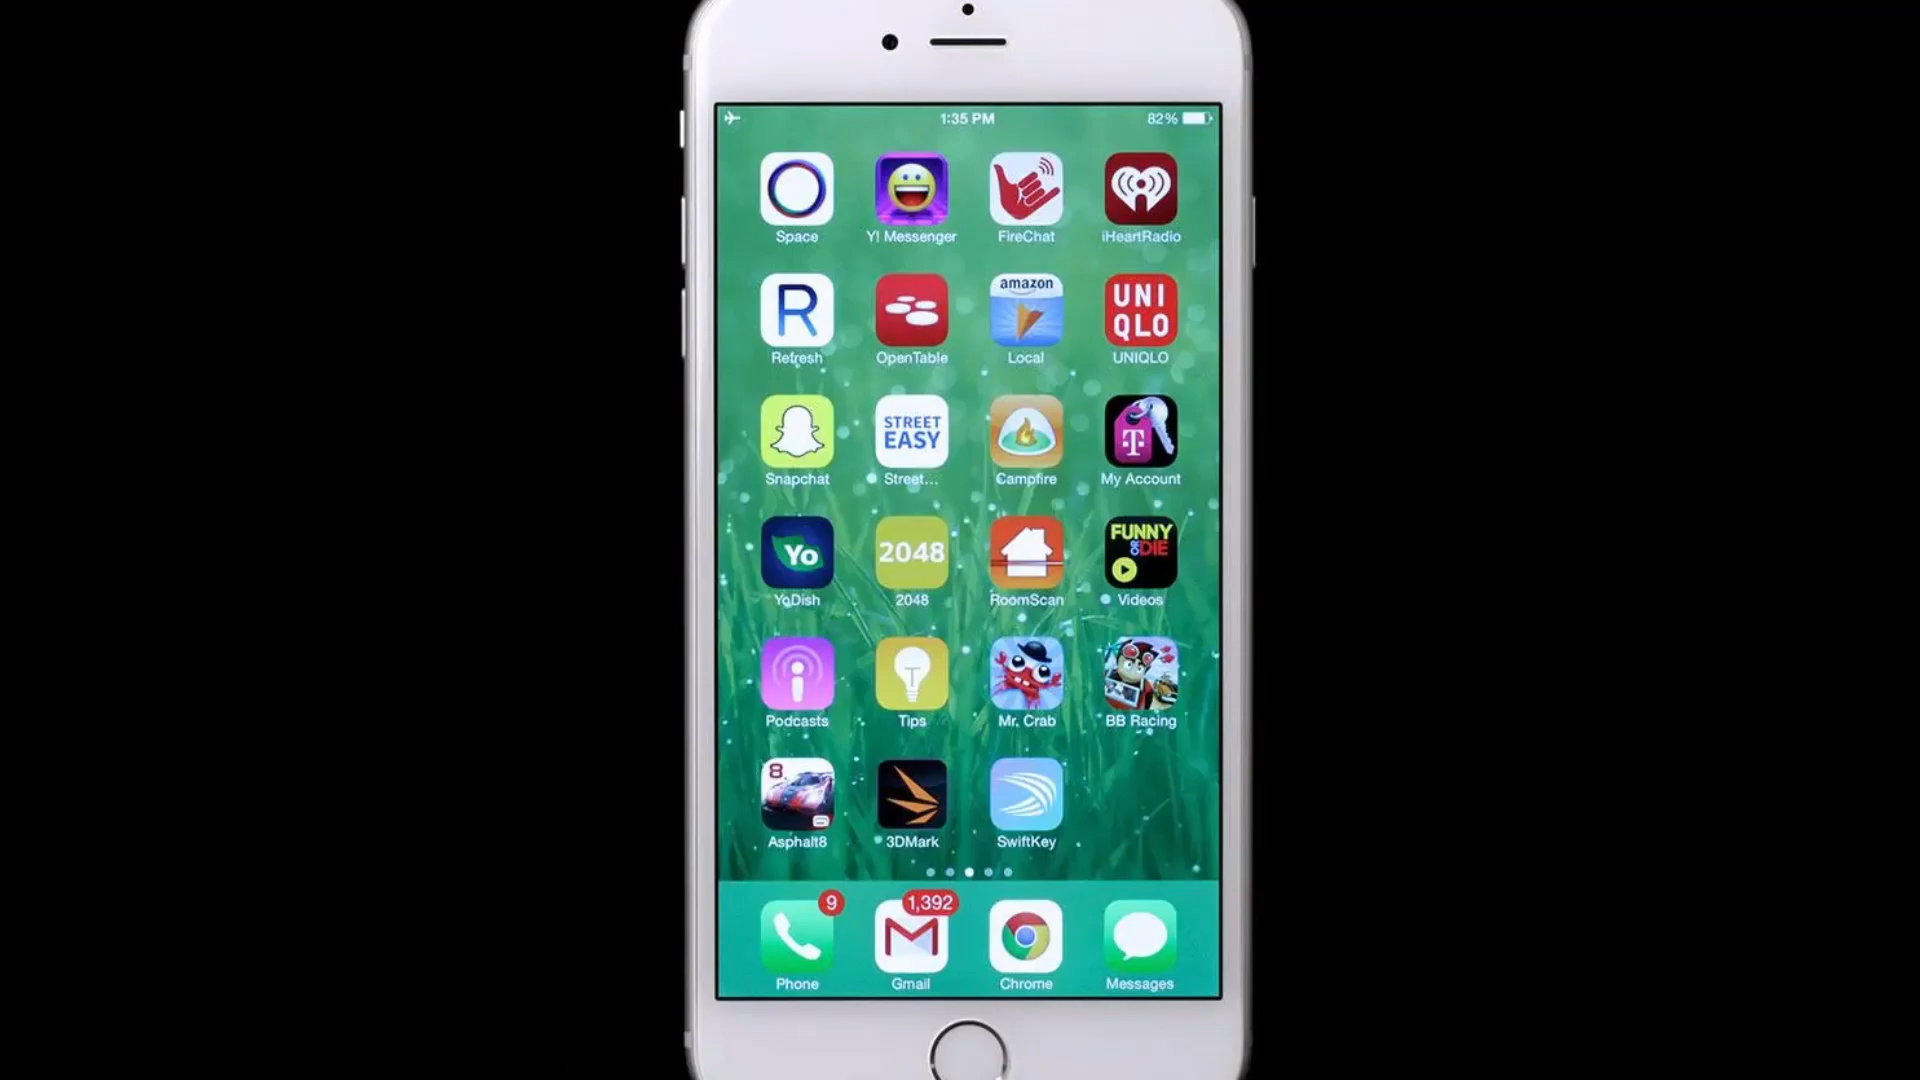 1:35 PM 82%
Space Y! Messenger FireChat iHeartRadio
R
amazon
UNI
QLO
Refresh OpenTable Local UNIQLO
STREET
EASY
T
Snapchat Street... Campfire My Account
Yo
2048
FUNNY
OR
DIE
YoDish 2048 RoomScan Videos
T
Podcasts Tips Mr. Crab BB Racing
8
Asphalt8 3DMark SwiftKey
9 1,392
Phone Gmail Chrome Messages